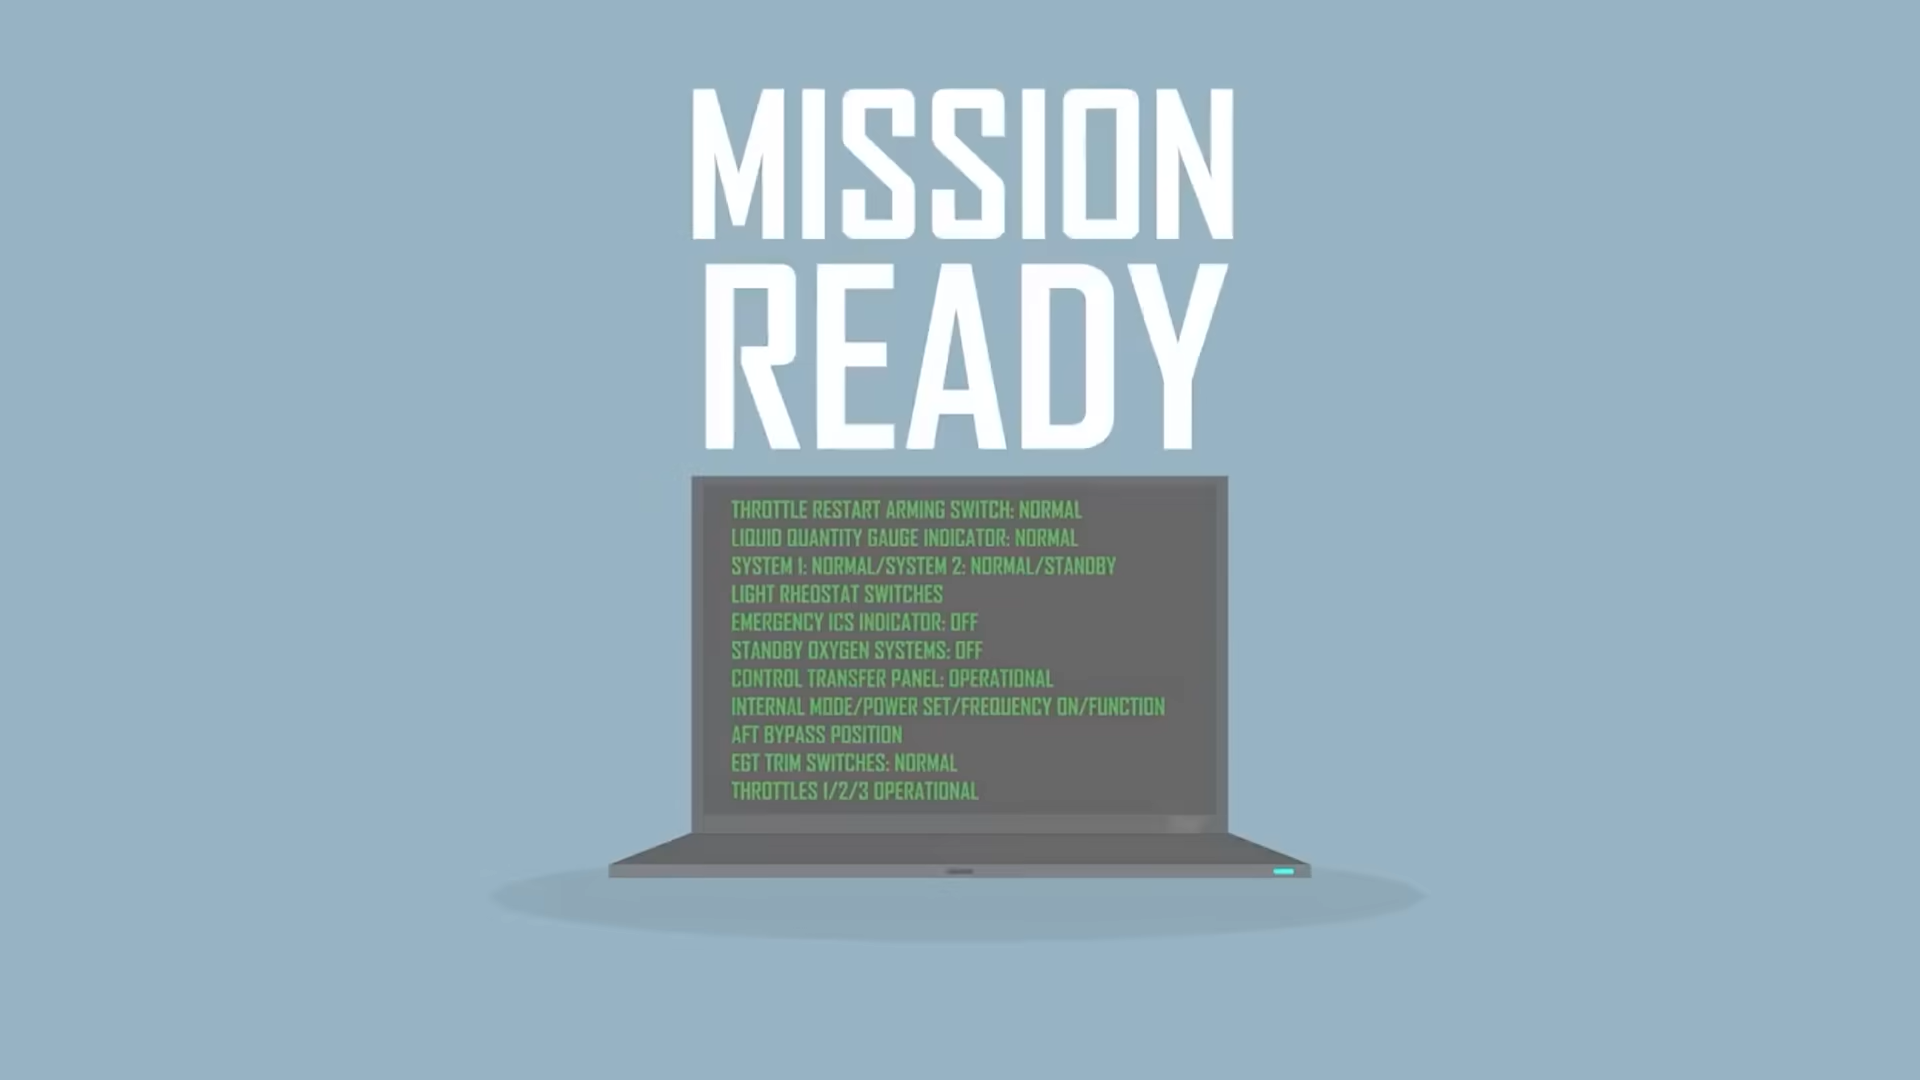 MISSION
READY
THROTTLE RESTART ARMING SWITCH: NORMAL
LIQUID QUANTITY GAUGE INDICATOR: NORMAL
SYSTEM 1: NORMAL/SYSTEM 2: NORMAL/STANDBY
LIGHT RHEOSTAT SWITCHES
EMERGENCY ICS INDICATOR: OFF
STANDBY OXYGEN SYSTEMS: OFF
CONTROL TRANSFER PANEL: OPERATIONAL
INTERNAL MODE/POWER SET/FREQUENCY ON/FUNCTION
AFT BYPASS POSITION
EGT TRIM SWITCHES: NORMAL
THROTTLES 1/2/3 OPERATIONAL